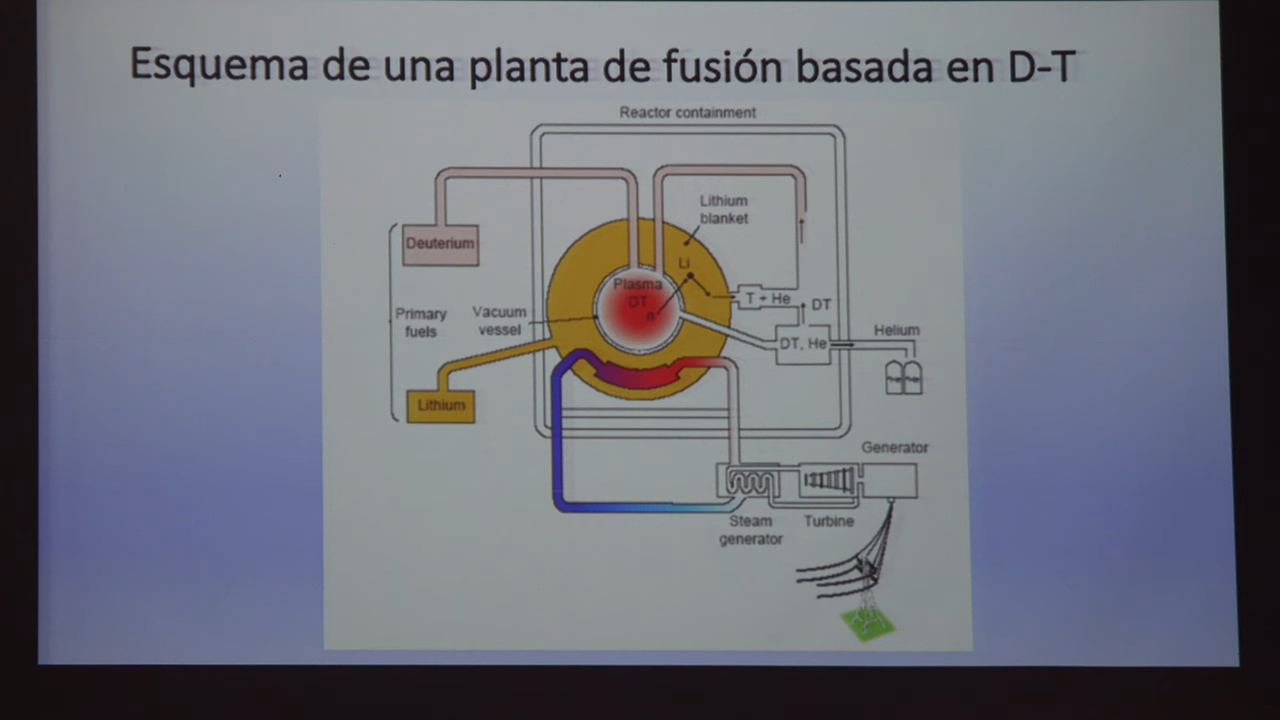 Esquema de una planta de fusión basada en D-T
Reactor containment
Lithium
blanket
Deuterium
Li
Plasma
DT
n
T + He
DT
Primary
fuels
Vacuum
vessel
DT, He
Helium
Lithium
Generator
Steam
generator
Turbine